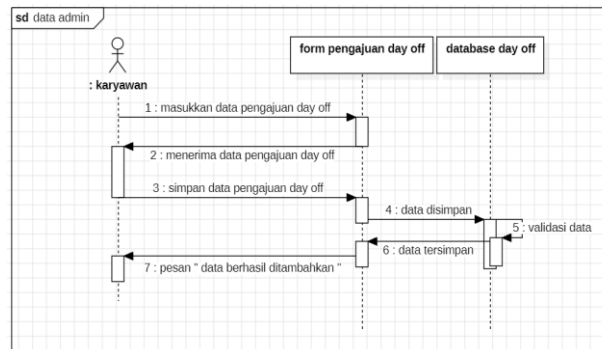 sd data admin
form pengajuan day off
database day off
: karyawan
1 : masukkan data pengajuan day off
2 : menerima data pengajuan day off
3 : simpan data pengajuan day off
4 : data disimpan
5 : validasi data
6 : data tersimpan
7 : pesan " data berhasil ditambahkan "